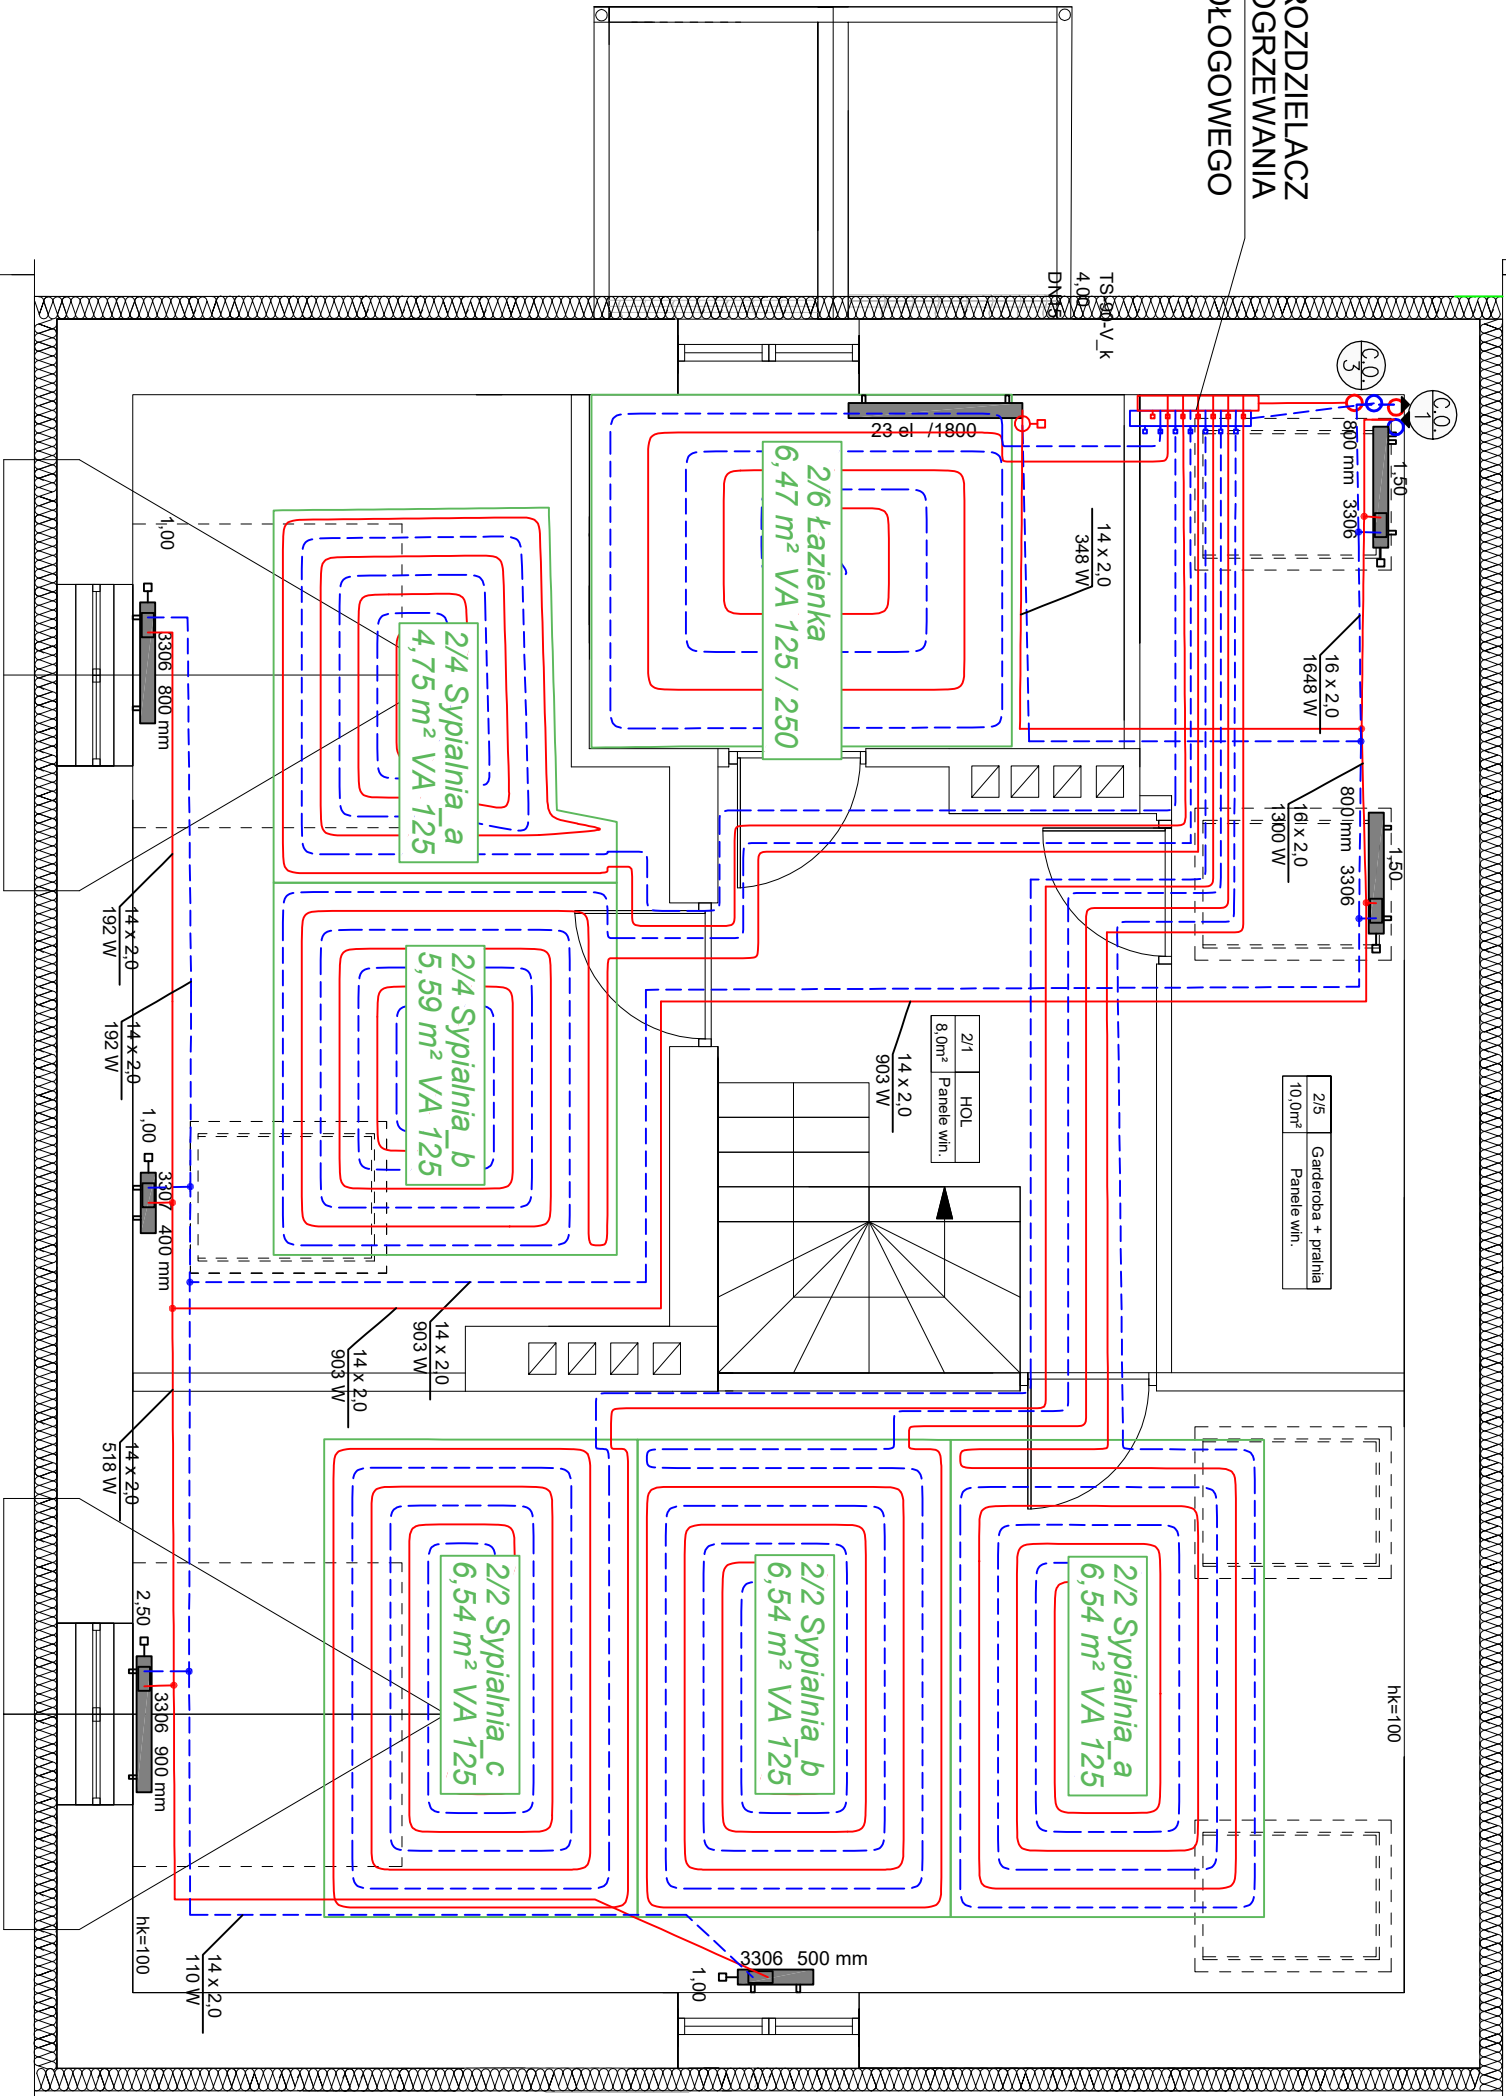 ROZDZIELACZ
OGRZEWANIA
OŁOGOWEGO
TS-90-V_k
4,00
DN15
C.O.
3
C.O.
1
23 el /1800
1,50
800 mm 3306
1,50
800 mm 3306
14 x 2,0
348 W
16 x 2,0
1648 W
16 x 2,0
1300 W
2/6 Łazienka
6,47 m² VA 125 / 250
2/4 Sypialnia_a
4,75 m² VA 125
2/4 Sypialnia_b
5,59 m² VA 125
1,00
3306 800 mm
14 x 2,0
192 W
14 x 2,0
192 W
1,00
3307 400 mm
2/1 HOL
8,0m² Panele win.
14 x 2,0
903 W
2/5 Garderoba + pralnia
10,0m² Panele win.
14 x 2,0
903 W
14 x 2,0
903 W
14 x 2,0
518 W
2/2 Sypialnia_a
6,54 m² VA 125
2/2 Sypialnia_b
6,54 m² VA 125
2/2 Sypialnia_c
6,54 m² VA 125
2,50
3306 900 mm
hk=100
hk=100
14 x 2,0
110 W
3306 500 mm
1,00